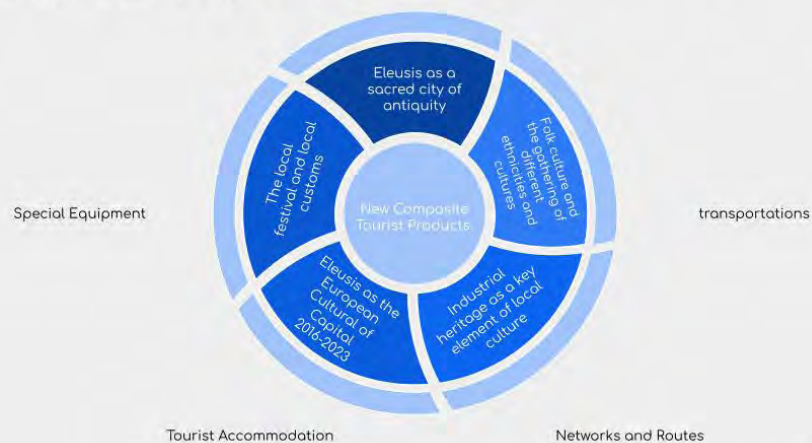 Eleusis as a
sacred city of
antiquity
Folk culture and
the gathering of
different
ethnicities and
cultures
The local
festival and local
customs
New Composite
Tourist Products
Special Equipment
transportations
Eleusis as the
European
Cultural of
Capital
2016-2023
Industrial
heritage as a key
element of local
culture
Tourist Accommodation
Networks and Routes